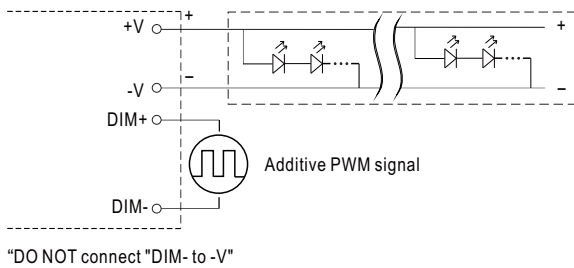 +V
+
+
-V
−
−
DIM+
Additive PWM signal
DIM-
“DO NOT connect "DIM- to -V"